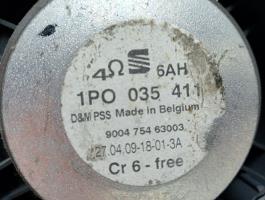 4Ω 6AH
1PO 035 411
D&M PSS Made in Belgium
9004 754 63003
27.04.09-18-01-3A
Cr 6 - free